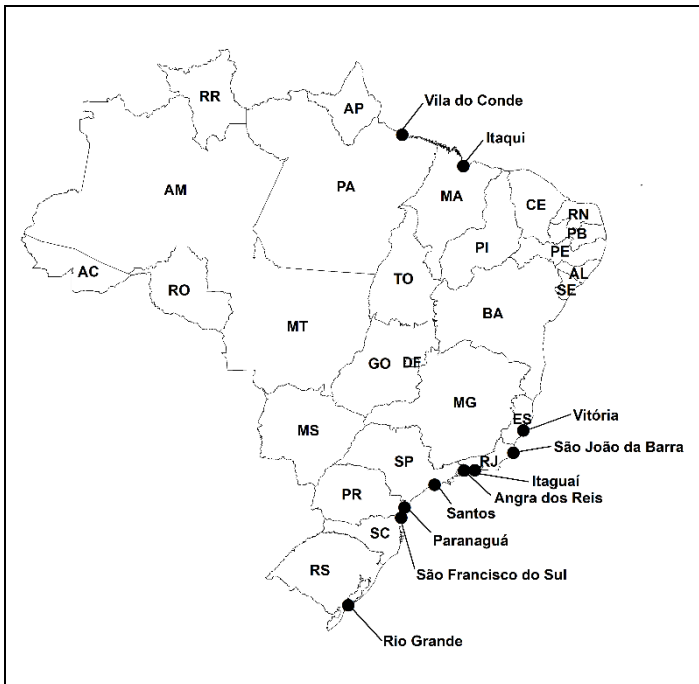 RR
AP
Vila do Conde
Itaqui
AM
PA
MA
CE
RN
PB
PI
PE
AC
TO
AL
RO
SE
BA
MT
GO
DF
MG
ES
Vitória
MS
São João da Barra
SP
RJ
Itaguaí
Angra dos Reis
PR
Santos
SC
Paranaguá
RS
São Francisco do Sul
Rio Grande